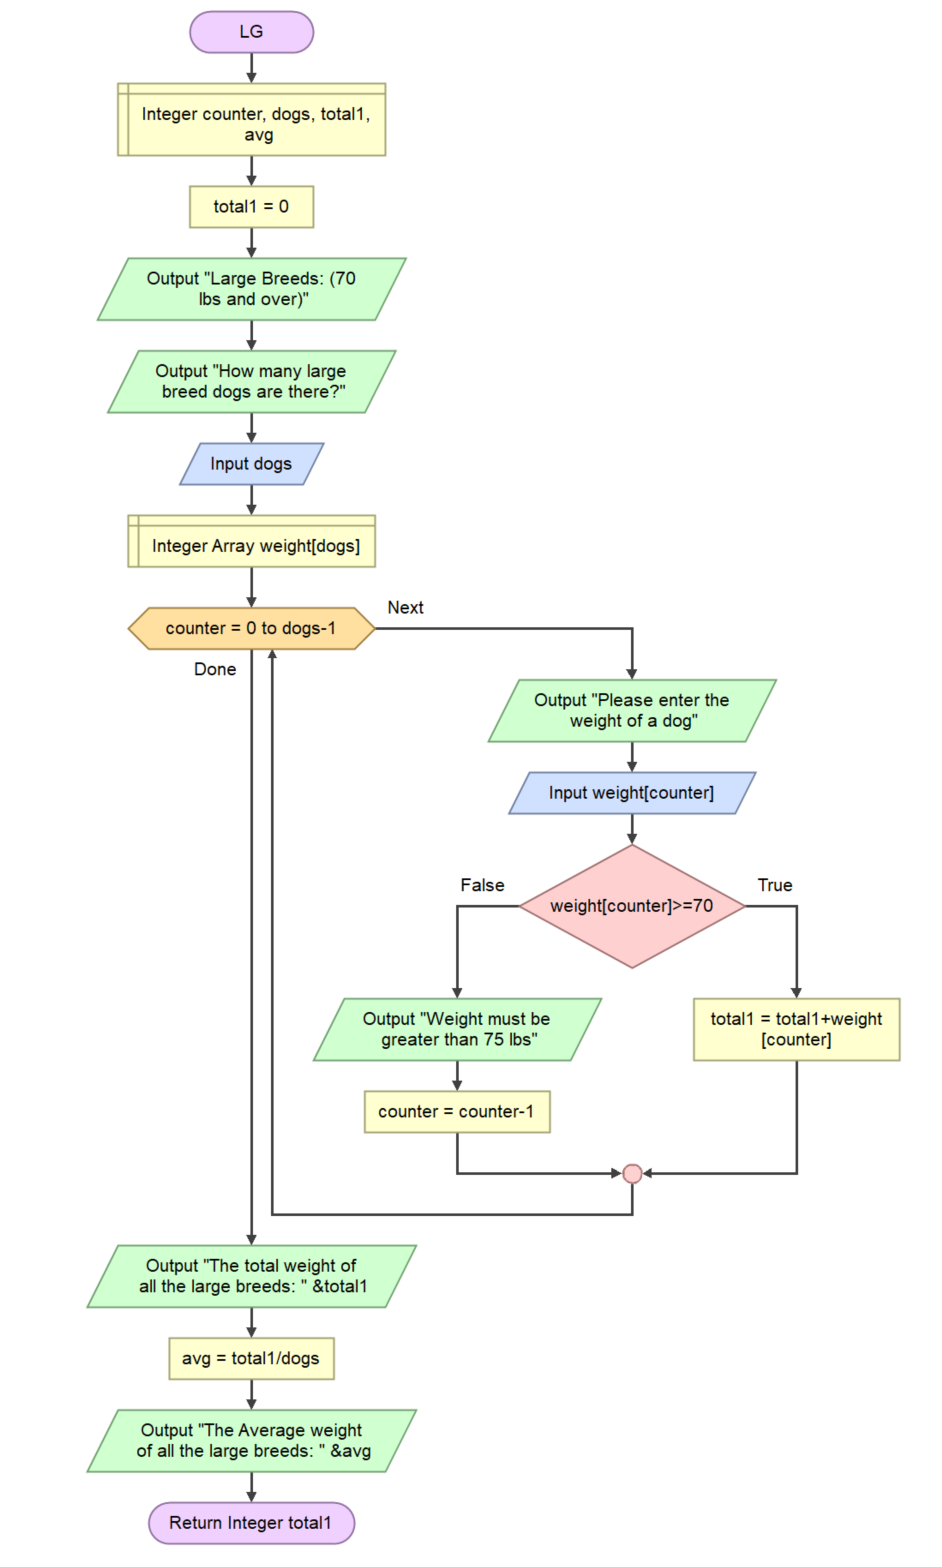 LG
Integer counter, dogs, total1,
avg
total1 = 0
Output "Large Breeds: (70
lbs and over)"
Output "How many large
breed dogs are there?"
Input dogs
Integer Array weight[dogs]
counter = 0 to dogs-1
Next
Done
Output "Please enter the
weight of a dog"
Input weight[counter]
weight[counter]>=70
False
True
Output "Weight must be
greater than 75 lbs"
counter = counter-1
total1 = total1+weight
[counter]
Output "The total weight of
all the large breeds: " &total1
avg = total1/dogs
Output "The Average weight
of all the large breeds: " &avg
Return Integer total1